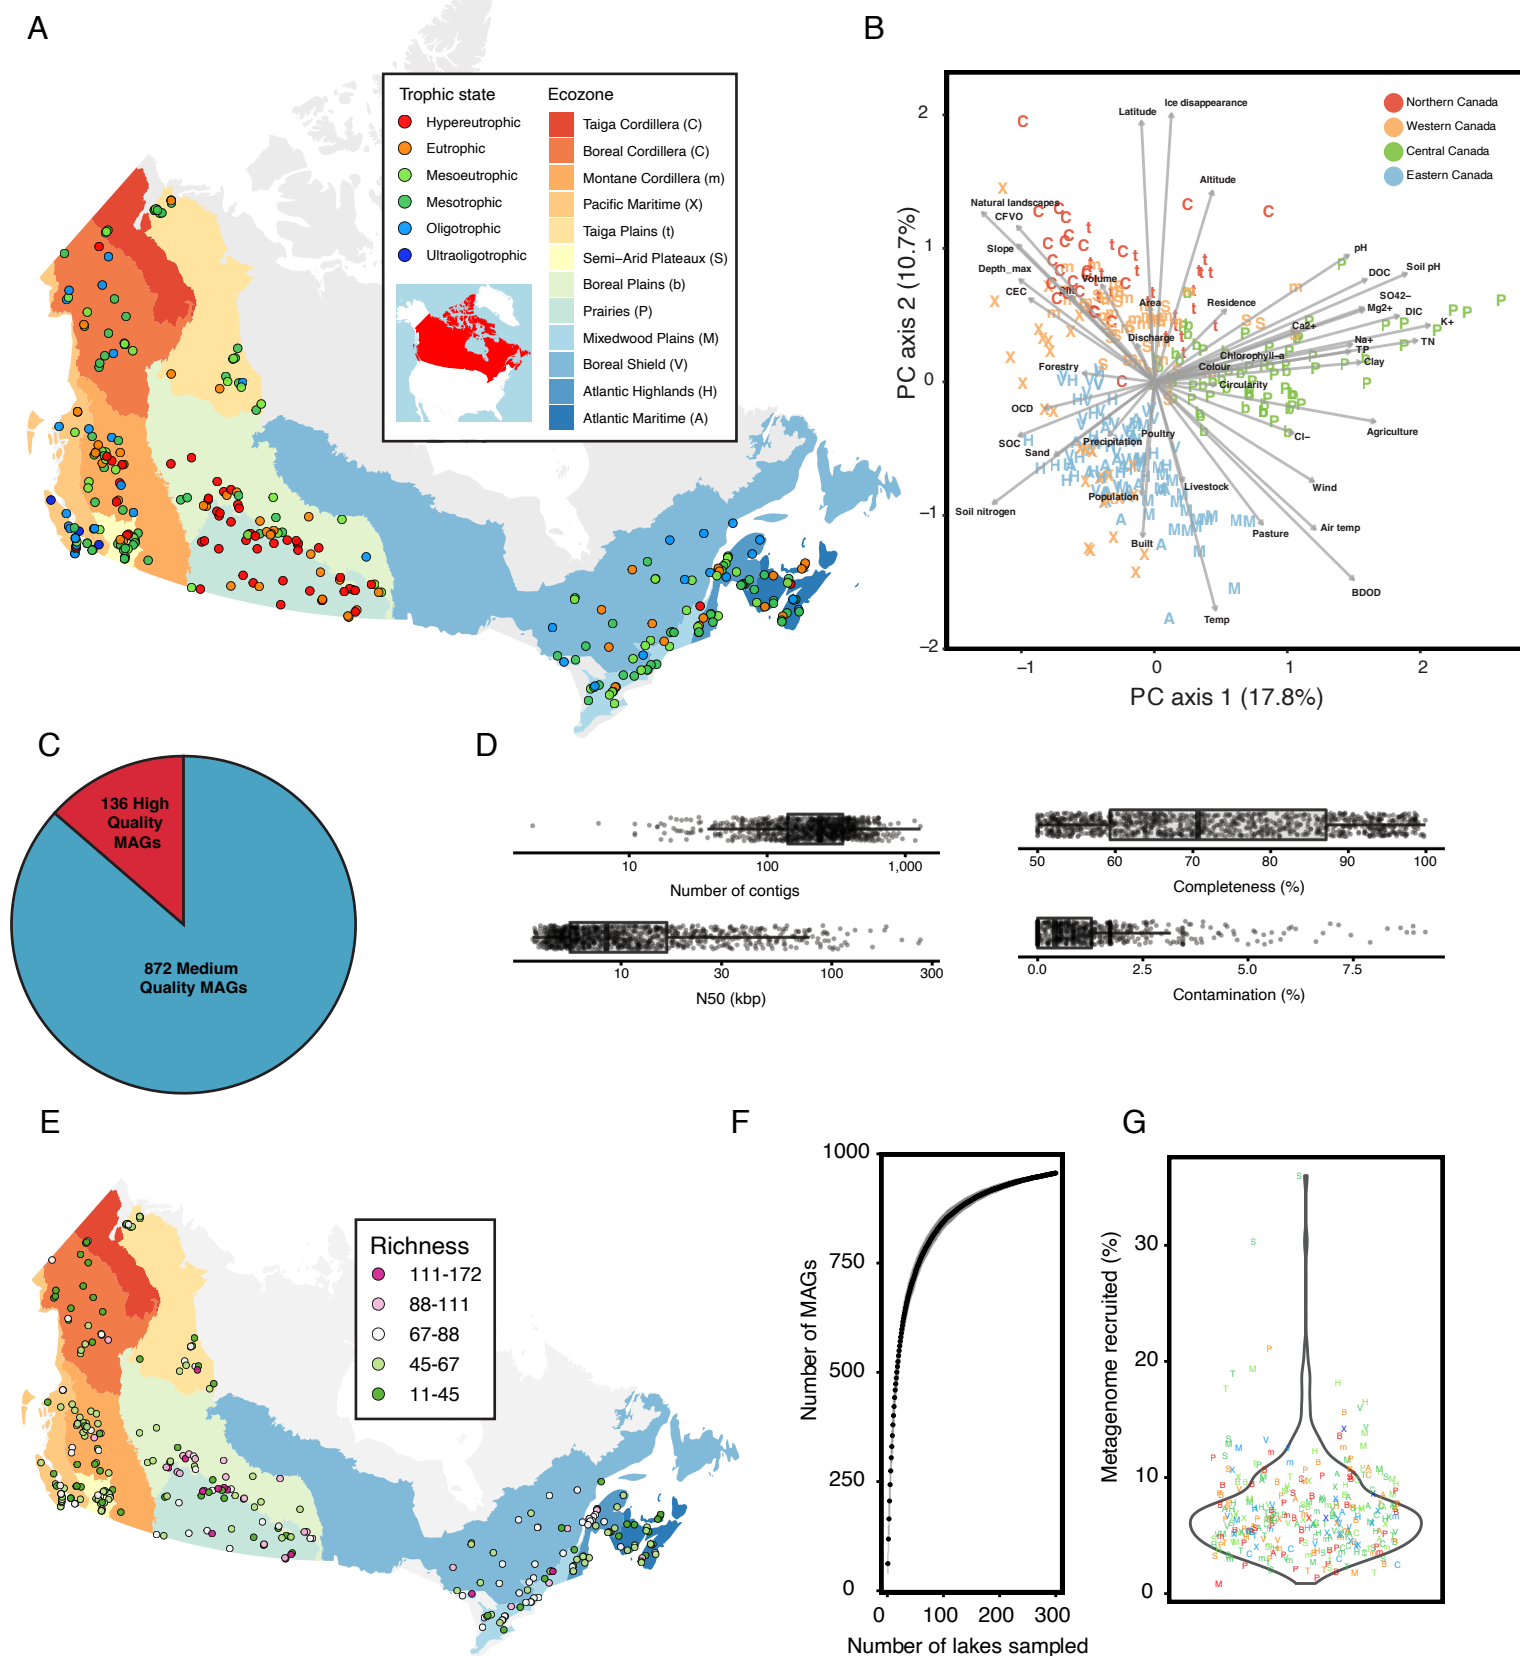 A
Trophic state
Hypereutrophic
Eutrophic
Mesoeutrophic
Mesotrophic
Oligotrophic
Ultraoligotrophic
Ecozone
Taiga Cordillera (C)
Boreal Cordillera (C)
Montane Cordillera (m)
Pacific Maritime (X)
Taiga Plains (t)
Semi–Arid Plateaux (S)
Boreal Plains (b)
Prairies (P)
Mixedwood Plains (M)
Boreal Shield (V)
Atlantic Highlands (H)
Atlantic Maritime (A)
B
Northern Canada
Western Canada
Central Canada
Eastern Canada
Latitude
Ice disappearance
Altitude
Natural landscapes
CFVO
Slope
Depth_max
CEC
Volume
Silt
Area
Residence
Discharge
pH
DOC
Soil pH
SO42–
Mg2+
DIC
K+
Ca2+
Na+
TN
TP
Clay
Chlorophyll–a
Colour
Circularity
Forestry
OCD
SOC
Sand
Precipitation
Poultry
Cl–
Agriculture
Population
Livestock
Wind
Soil nitrogen
Built
Pasture
Air temp
BDOD
Temp
2
1
0
–1
–2
–1
0
1
2
PC axis 2 (10.7%)
PC axis 1 (17.8%)
C
136 High
Quality
MAGs
872 Medium
Quality MAGs
D
10
100
1,000
Number of contigs
50
60
70
80
90
100
Completeness (%)
10
30
100
300
N50 (kbp)
0.0
2.5
5.0
7.5
Contamination (%)
E
Richness
111-172
88-111
67-88
45-67
11-45
F
1000
750
500
250
0
Number of MAGs
0
100
200
300
Number of lakes sampled
G
30
20
10
0
Metagenome recruited (%)